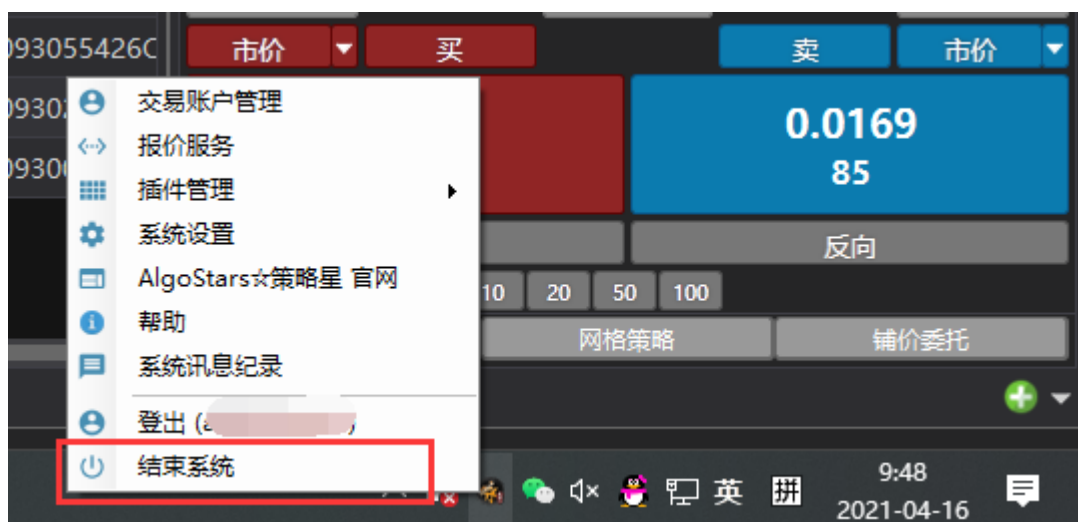 093055426C 市价 买 卖 市价
交易账户管理
报价服务
插件管理
系统设置
AlgoStars☆策略星 官网
帮助
系统讯息纪录
登出
结束系统
0.0169
85
反向
10 20 50 100
网格策略 铺价委托
英 拼 9:48
2021-04-16